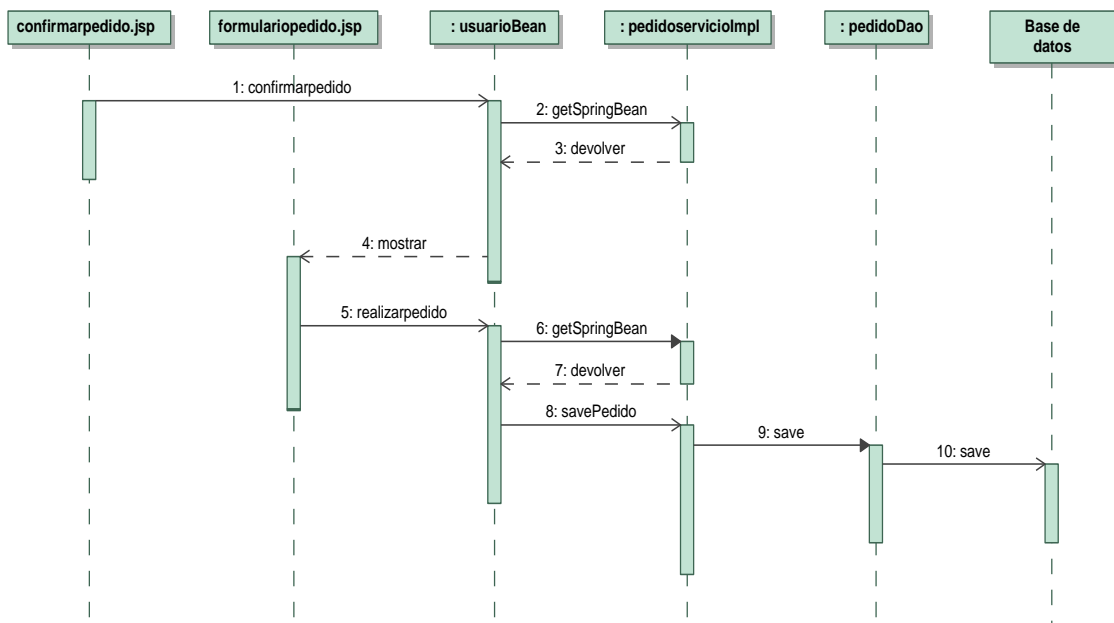 confirmarpedido.jsp
formulariopedido.jsp
: usuarioBean
: pedidoservicioImpl
: pedidoDao
Base de
datos
1: confirmarpedido
2: getSpringBean
3: devolver
4: mostrar
5: realizarpedido
6: getSpringBean
7: devolver
8: savePedido
9: save
10: save